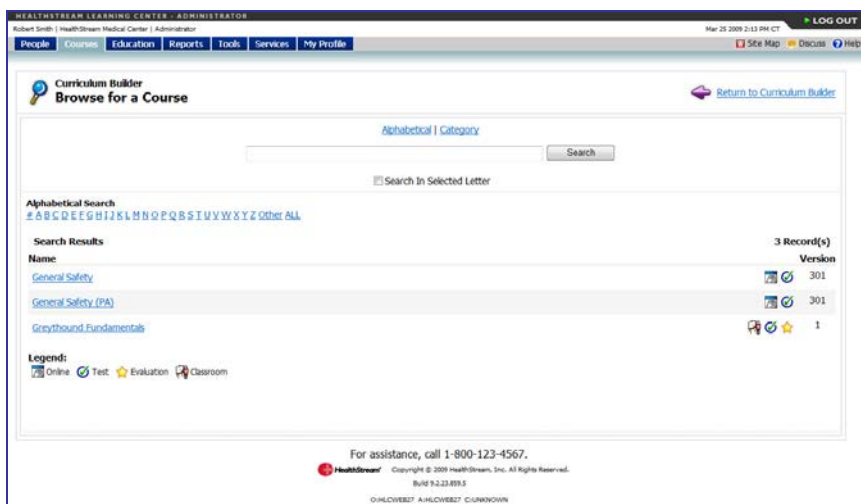 HEALTHSTREAM LEARNING CENTER - ADMINISTRATOR
LOG OUT
Robert Smith | HealthStream Medical Center | Administrator
Mar 25 2009 2:13 PM CT
People Courses Education Reports Tools Services My Profile
Site Map Discuss Help
Curriculum Builder
Browse for a Course
Return to Curriculum Builder
Alphabetical | Category
Search
Search In Selected Letter
Alphabetical Search
# A B C D E F G H I J K L M N O P Q R S T U V W X Y Z Other ALL
Search Results 3 Record(s)
Name Version
General Safety 301
General Safety (PA) 301
Greythound Fundamentals 1
Legend:
Online Test Evaluation Classroom
For assistance, call 1-800-123-4567.
HealthStream Copyright © 2009 HealthStream, Inc. All Rights Reserved.
Build 9.2.23.859.5
O:HLCWEB27 A:HLCWEB27 C:UNKNOWN